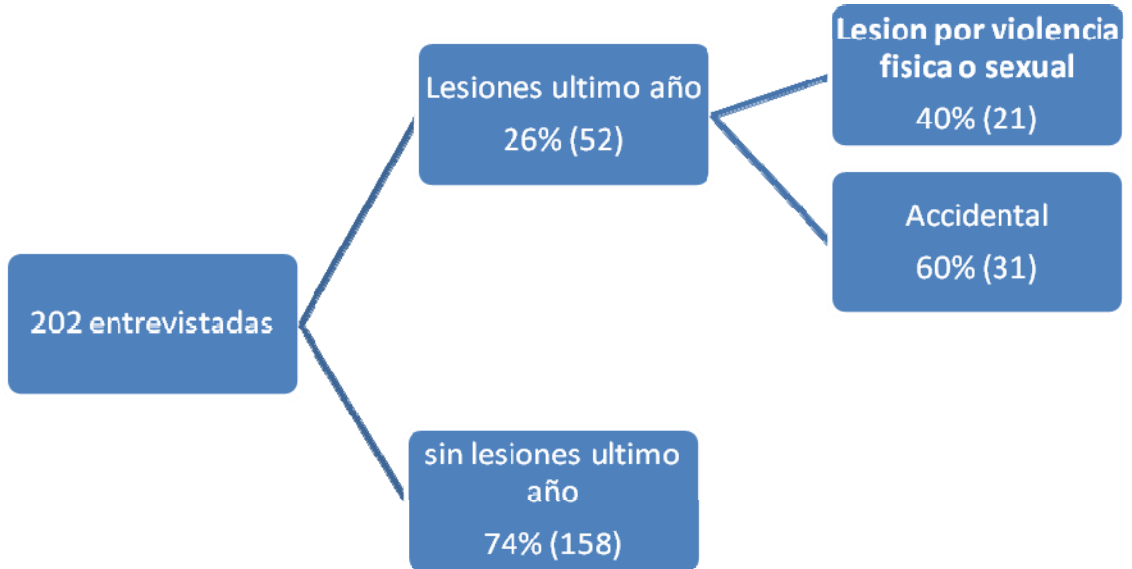 202 entrevistadas
Lesiones ultimo año
26% (52)
sin lesiones ultimo
año
74% (158)
Lesion por violencia
fisica o sexual
40% (21)
Accidental
60% (31)